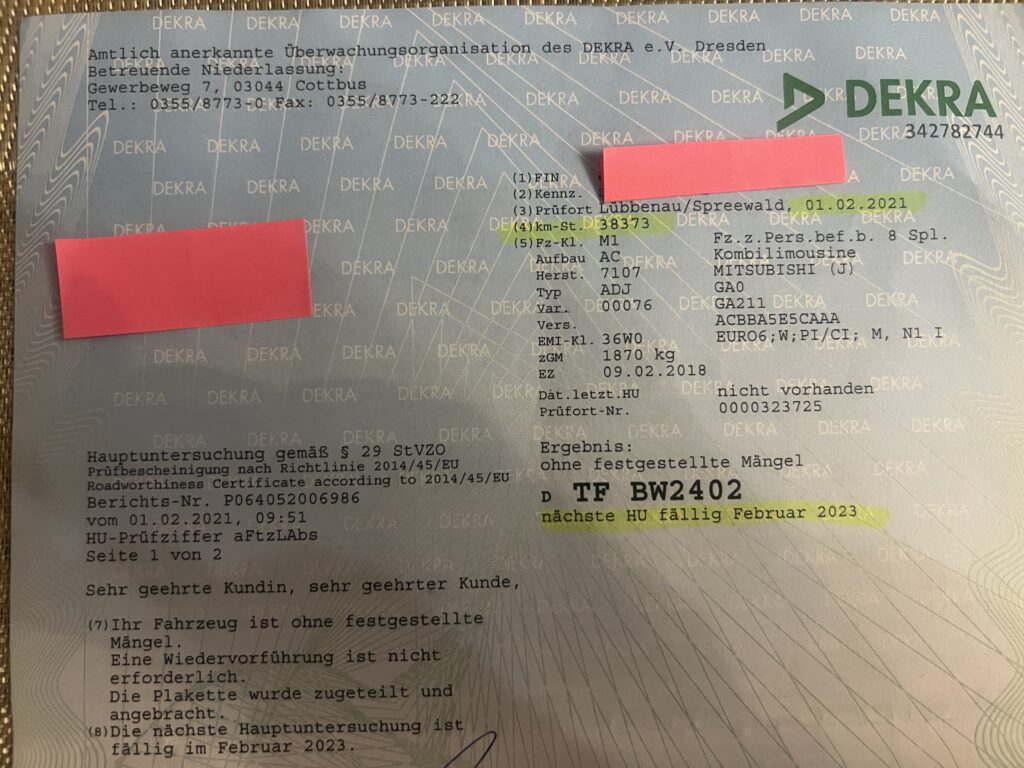 Amtlich anerkannte Überwachungsorganisation des DEKRA e.V. Dresden
Betreuende Niederlassung:
Gewerbeweg 7, 03044 Cottbus
Tel.: 0355/8773-0 Fax: 0355/8773-222
DEKRA
342782744
(1) FIN
(2) Kennz.
(3) Prüfort Lübbenau/Spreewald, 01.02.2021
(4) km-St. 38373
(5) Fz-Kl. M1 Fz.z.Pers.bef.b. 8 Spl.
Aufbau AC Kombilimousine
Herst. 7107 MITSUBISHI (J)
Typ ADJ GA0
Var. 00076 GA211
Vers. ACBBA5E5CAAA
EMI-Kl. 36W0 EURO6;W;PI/CI; M, N1 I
zGM 1870 kg
EZ 09.02.2018
Dat.letzt.HU nicht vorhanden
Prüfort-Nr. 0000323725
Hauptuntersuchung gemäß § 29 StVZO
Prüfbescheinigung nach Richtlinie 2014/45/EU
Roadworthiness Certificate according to 2014/45/EU
Berichts-Nr. P064052006986
vom 01.02.2021, 09:51
HU-Prüfziffer aFtzLAbs
Seite 1 von 2
Ergebnis:
ohne festgestellte Mängel
D TF BW2402
nächste HU fällig Februar 2023
Sehr geehrte Kundin, sehr geehrter Kunde,
(7) Ihr Fahrzeug ist ohne festgestellte
Mängel.
Eine Wiedervorführung ist nicht
erforderlich.
Die Plakette wurde zugeteilt und
angebracht.
(8) Die nächste Hauptuntersuchung ist
fällig im Februar 2023.